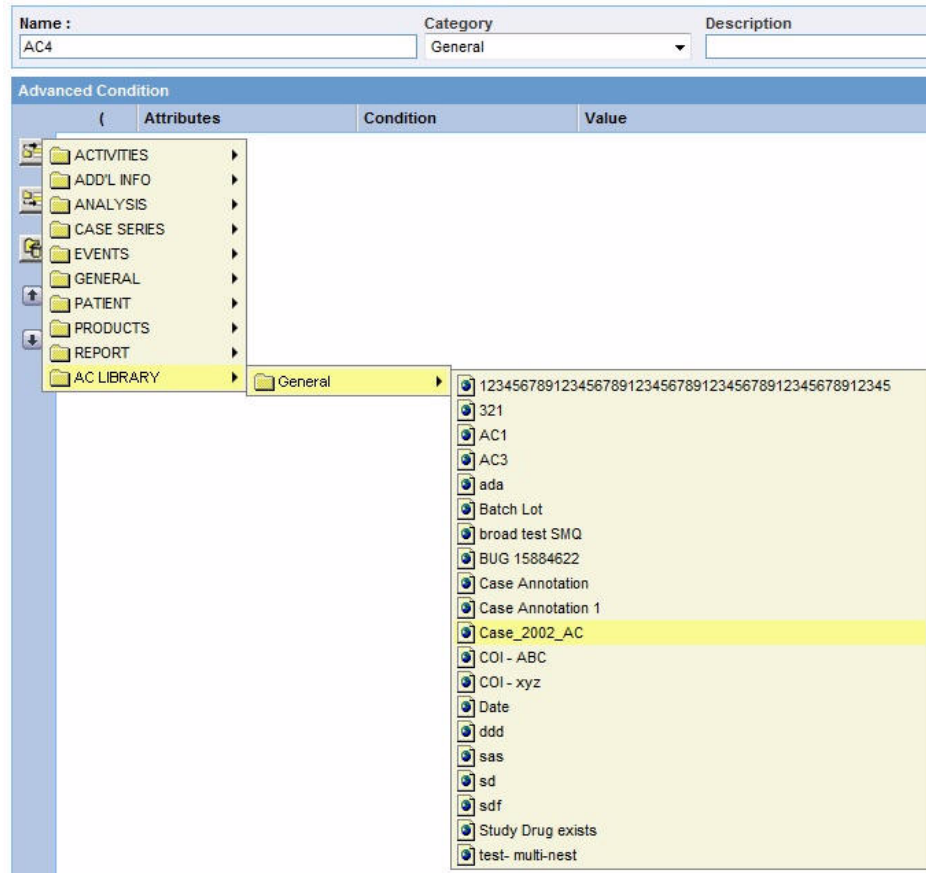 Name : Category Description
AC4 General
Advanced Condition
( Attributes Condition Value
ACTIVITIES
ADD'L INFO
ANALYSIS
CASE SERIES
EVENTS
GENERAL
PATIENT
PRODUCTS
REPORT
AC LIBRARY
General
12345678912345678912345678912345678912345678912345
321
AC1
AC3
ada
Batch Lot
broad test SMQ
BUG 15884622
Case Annotation
Case Annotation 1
Case_2002_AC
COI - ABC
COI - xyz
Date
ddd
sas
sd
sdf
Study Drug exists
test- multi-nest